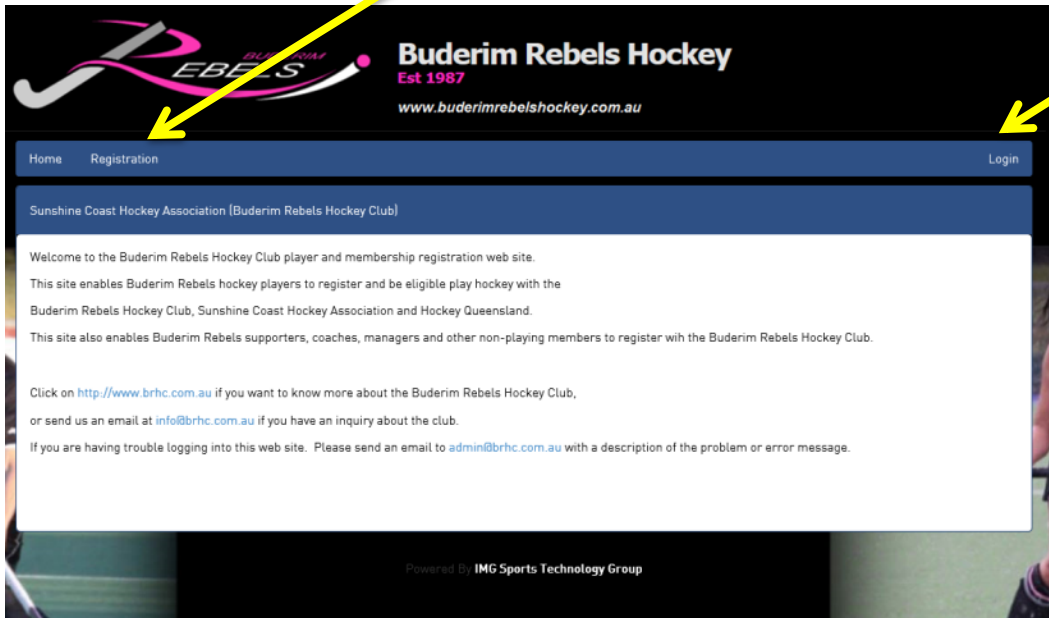 BUDERIM
REBELS
Buderim Rebels Hockey
Est 1987
www.buderimrebelshockey.com.au
Home Registration Login
Sunshine Coast Hockey Association (Buderim Rebels Hockey Club)
Welcome to the Buderim Rebels Hockey Club player and membership registration web site.
This site enables Buderim Rebels hockey players to register and be eligible play hockey with the
Buderim Rebels Hockey Club, Sunshine Coast Hockey Association and Hockey Queensland.
This site also enables Buderim Rebels supporters, coaches, managers and other non-playing members to register wih the Buderim Rebels Hockey Club.
Click on http://www.brhc.com.au if you want to know more about the Buderim Rebels Hockey Club,
or send us an email at info@brhc.com.au if you have an inquiry about the club.
If you are having trouble logging into this web site. Please send an email to admin@brhc.com.au with a description of the problem or error message.
Powered By IMG Sports Technology Group